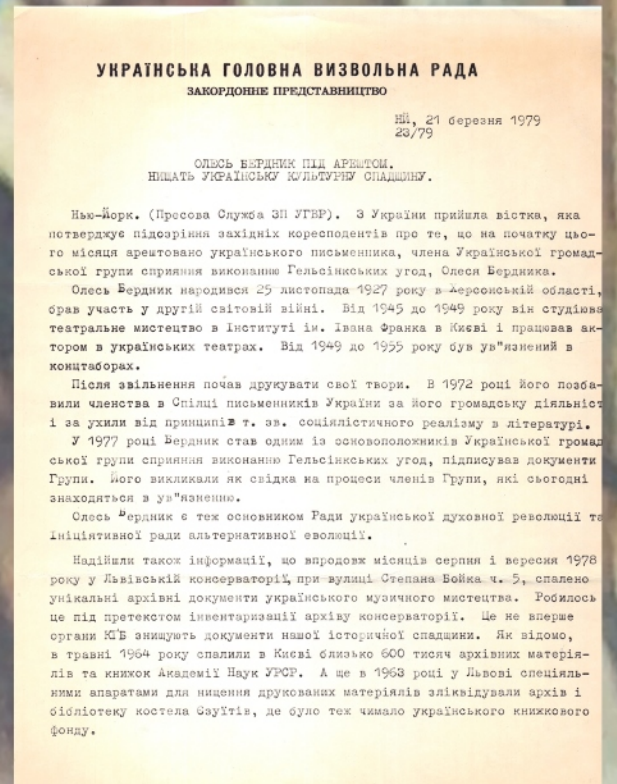 УКРАЇНСЬКА ГОЛОВНА ВИЗВОЛЬНА РАДА
ЗАКОРДОННЕ ПРЕДСТАВНИЦТВО
НЙ, 21 березня 1979
23/79
ОЛЕСЬ БЕРДНИК ПІД АРЕШТОМ.
НИЩАТЬ УКРАЇНСЬКУ КУЛЬТУРНУ СПАДЩИНУ.
Нью-Йорк. (Пресова Служба ЗП УГВР). З України прийшла вістка, яка
потверджує підозріння західніх коресподентів про те, що на початку цьо-
го місяця арештовано українського письменника, члена Української громад-
ської групи сприяння виконанню Гельсінкських угод, Олеся Бердника.
Олесь Бердник народився 25 листопада 1927 року в Херсонській області,
брав участь у другій світовій війні. Від 1945 до 1949 року він студіюва
театральне мистецтво в Інституті ім. Івана Франка в Києві і працював ак-
тором в українських театрах. Від 1949 до 1955 року був ув"язнений в
концтаборах.
Після звільнення почав друкувати свої твори. В 1972 році його позба-
вили членства в Спілці письменників України за його громадську діяльніст
і за ухили від принципів т. зв. соціялістичного реалізму в літературі.
У 1977 році Бердник став одним із основоположників Української громад
ської групи сприяння виконанню Гельсінкських угод, підписував документи
Групи. Його викликали як свідка на процеси членів Групи, які сьогодні
знаходяться в ув"язненню.
Олесь Бердник є теж основником Ради української духовної революції та
Ініціятивної ради альтернативної еволюції.
Надійшли також інформації, що впродовж місяців серпня і вересня 1978
року у Львівській консерваторії, при вулиці Степана Бойка ч. 5, спалено
унікальні архівні документи українського музичного мистецтва. Робилось
це під претекстом інвентаризації архіву консерваторії. Це не вперше
органи КГБ знищують документи нашої історичної спадщини. Як відомо,
в травні 1964 року спалили в Києві близько 600 тисяч архівних матерія-
лів та книжок Академії Наук УРСР. А ще в 1963 році у Львові спеціяль-
ними апаратами для нищення друкованих матеріялів зліквідували архів і
бібліотеку костела Єзуїтів, де було теж чимало українського книжкового
фонду.